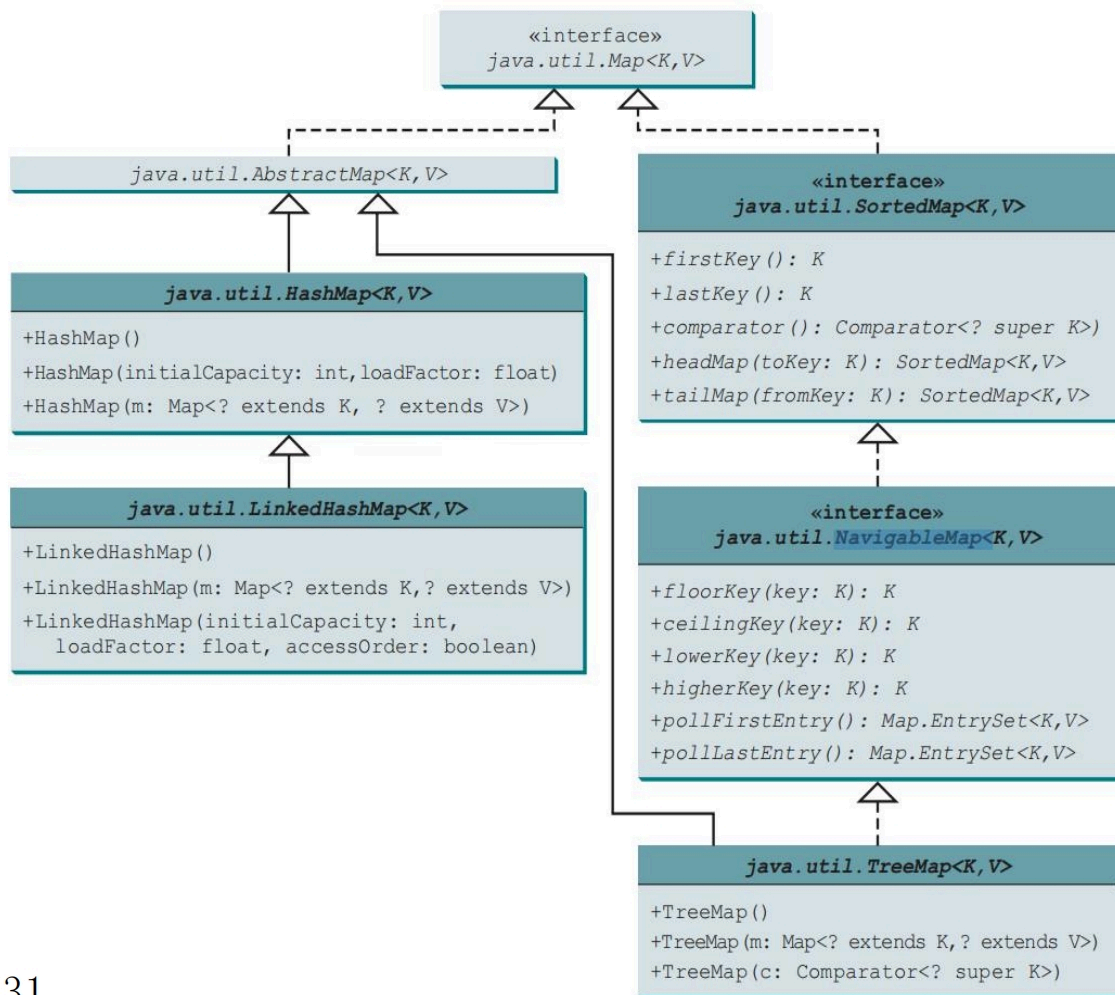 «interface»
java.util.Map<K,V>
java.util.AbstractMap<K,V>
java.util.HashMap<K,V>
+HashMap()
+HashMap(initialCapacity: int,loadFactor: float)
+HashMap(m: Map<? extends K, ? extends V>)
java.util.LinkedHashMap<K,V>
+LinkedHashMap()
+LinkedHashMap(m: Map<? extends K,? extends V>)
+LinkedHashMap(initialCapacity: int,
loadFactor: float, accessOrder: boolean)
«interface»
java.util.SortedMap<K,V>
+firstKey(): K
+lastKey(): K
+comparator(): Comparator<? super K>)
+headMap(toKey: K): SortedMap<K,V>
+tailMap(fromKey: K): SortedMap<K,V>
«interface»
java.util.NavigableMap<K,V>
+floorKey(key: K): K
+ceilingKey(key: K): K
+lowerKey(key: K): K
+higherKey(key: K): K
+pollFirstEntry(): Map.EntrySet<K,V>
+pollLastEntry(): Map.EntrySet<K,V>
java.util.TreeMap<K,V>
+TreeMap()
+TreeMap(m: Map<? extends K,? extends V>)
+TreeMap(c: Comparator<? super K>)
31